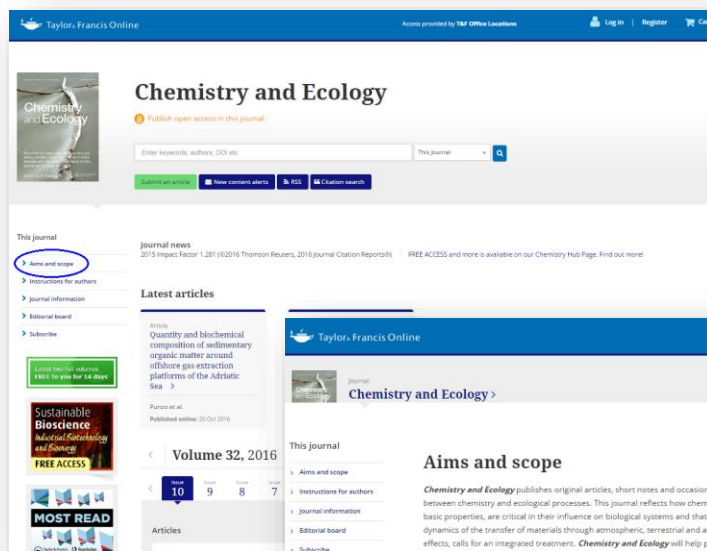 Taylor & Francis Online
Access provided by T&F Office Locations
Log in | Register
Chemistry
and Ecology
Chemistry and Ecology
Publish open access in this journal.
Enter keywords, authors, DOI etc
This Journal
Submit an article
New content alerts
RSS
Citation search
This journal
Aims and scope
Instructions for authors
Journal information
Editorial board
Subscribe
Latest two full volumes
FREE to you for 14 days
Sustainable
Bioscience
Industrial Biotechnology
and Bioenergy
FREE ACCESS
MOST READ
Journal news
2015 Impact Factor 1.281 (©2016 Thomson Reuters, 2016 Journal Citation Reports®)
FREE ACCESS and more is available on our Chemistry Hub Page. Find out more!
Latest articles
Article
Quantity and biochemical
composition of sedimentary
organic matter around
offshore gas extraction
platforms of the Adriatic
Sea >
Punzo et al.
Published online: 20 Oct 2016
Volume 32, 2016
Issue Issue Issue Issue
10 9 8 7
Articles
Taylor & Francis Online
Journal
Chemistry and Ecology >
This journal
> Aims and scope
> Instructions for authors
> Journal information
> Editorial board
> Subscribe
Aims and scope
Chemistry and Ecology publishes original articles, short notes and occasion
between chemistry and ecological processes. This journal reflects how chem
basic properties, are critical in their influence on biological systems and that
dynamics of the transfer of materials through atmospheric, terrestrial and a
effects, calls for an integrated treatment. Chemistry and Ecology will help p